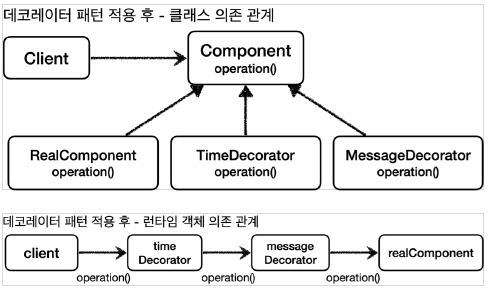 데코레이터 패턴 적용 후 - 클래스 의존 관계
Client
Component
operation()
RealComponent
operation()
TimeDecorator
operation()
MessageDecorator
operation()
데코레이터 패턴 적용 후 - 런타임 객체 의존 관계
client
time
Decorator
message
Decorator
realComponent
operation()
operation()
operation()